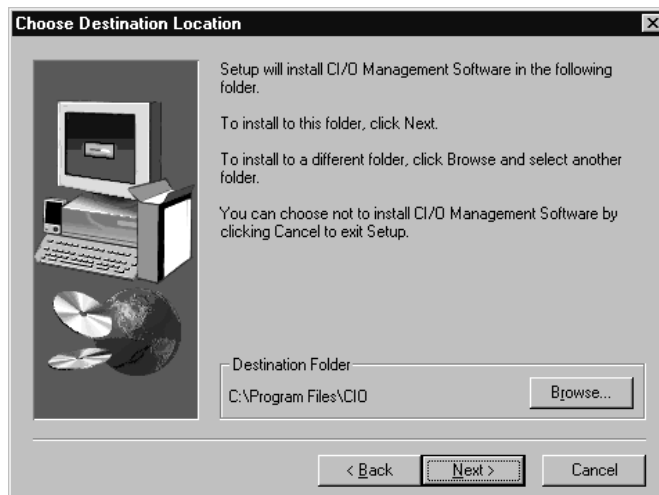 Choose Destination Location
Setup will install CI/O Management Software in the following
folder.
To install to this folder, click Next.
To install to a different folder, click Browse and select another
folder.
You can choose not to install CI/O Management Software by
clicking Cancel to exit Setup.
Destination Folder
C:\Program Files\CIO
Browse...
< Back
Next >
Cancel